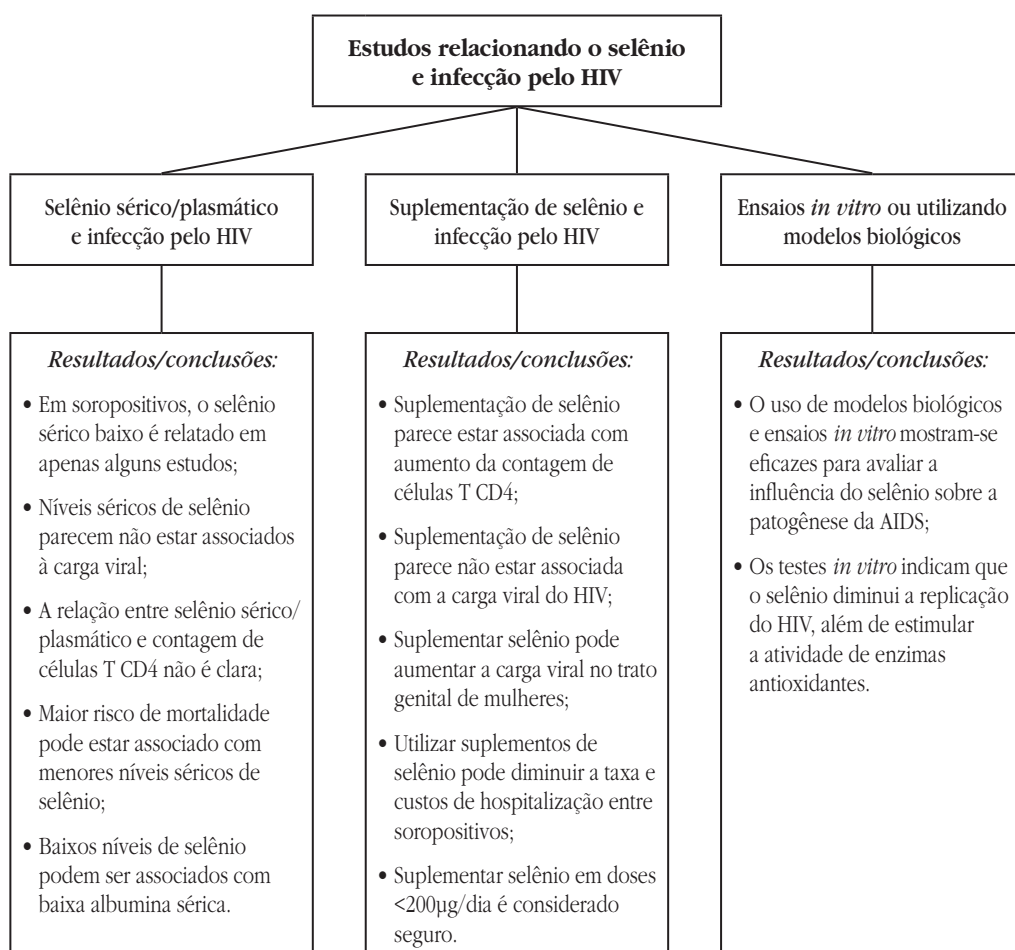 Estudos relacionando o selênio
e infecção pelo HIV
Selênio sérico/plasmático
e infecção pelo HIV
Resultados/conclusões:
• Em soropositivos, o selênio
sérico baixo é relatado em
apenas alguns estudos;
• Níveis séricos de selênio
parecem não estar associados
à carga viral;
• A relação entre selênio sérico/
plasmático e contagem de
células T CD4 não é clara;
• Maior risco de mortalidade
pode estar associado com
menores níveis séricos de
selênio;
• Baixos níveis de selênio
podem ser associados com
baixa albumina sérica.
Suplementação de selênio e
infecção pelo HIV
Resultados/conclusões:
• Suplementação de selênio
parece estar associada com
aumento da contagem de
células T CD4;
• Suplementação de selênio
parece não estar associada
com a carga viral do HIV;
• Suplementar selênio pode
aumentar a carga viral no trato
genital de mulheres;
• Utilizar suplementos de
selênio pode diminuir a taxa e
custos de hospitalização entre
soropositivos;
• Suplementar selênio em doses
<200µg/dia é considerado
seguro.
Ensaios in vitro ou utilizando
modelos biológicos
Resultados/conclusões:
• O uso de modelos biológicos
e ensaios in vitro mostram-se
eficazes para avaliar a
influência do selênio sobre a
patogênese da AIDS;
• Os testes in vitro indicam que
o selênio diminui a replicação
do HIV, além de estimular
a atividade de enzimas
antioxidantes.